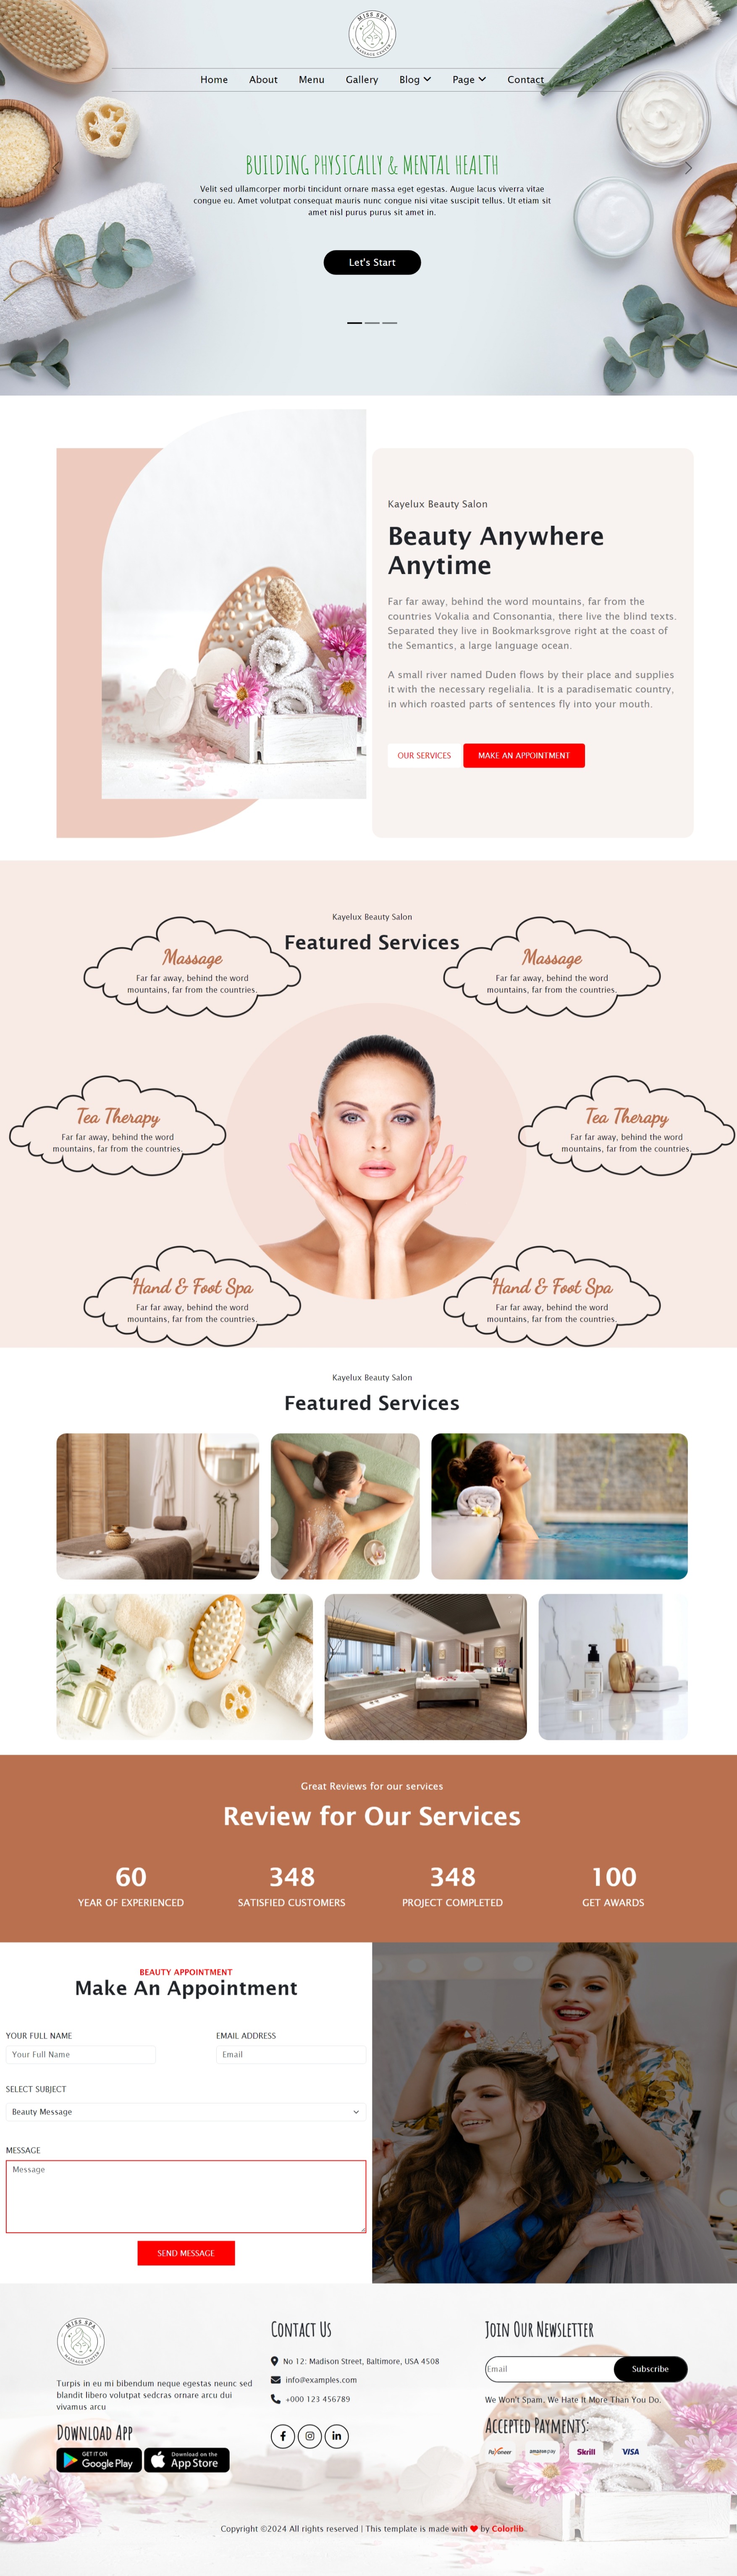 MISS SPA
MASSAGE CENTER
Home About Menu Gallery Blog Page Contact
BUILDING PHYSICALLY & MENTAL HEALTH
Velit sed ullamcorper morbi tincidunt ornare massa eget egestas. Augue lacus viverra vitae
congue eu. Amet volutpat consequat mauris nunc congue nisi vitae suscipit tellus. Ut etiam sit
amet nisl purus purus sit amet in.
Let's Start
Kayelux Beauty Salon
Beauty Anywhere
Anytime
Far far away, behind the word mountains, far from the
countries Vokalia and Consonantia, there live the blind texts.
Separated they live in Bookmarksgrove right at the coast of
the Semantics, a large language ocean.
A small river named Duden flows by their place and supplies
it with the necessary regelialia. It is a paradisematic country,
in which roasted parts of sentences fly into your mouth.
OUR SERVICES MAKE AN APPOINTMENT
Kayelux Beauty Salon
Featured Services
Massage
Far far away, behind the word
mountains, far from the countries.
Massage
Far far away, behind the word
mountains, far from the countries.
Tea Therapy
Far far away, behind the word
mountains, far from the countries.
Tea Therapy
Far far away, behind the word
mountains, far from the countries.
Hand & Foot Spa
Far far away, behind the word
mountains, far from the countries.
Hand & Foot Spa
Far far away, behind the word
mountains, far from the countries.
Kayelux Beauty Salon
Featured Services
Great Reviews for our services
Review for Our Services
60
YEAR OF EXPERIENCED
348
SATISFIED CUSTOMERS
348
PROJECT COMPLETED
100
GET AWARDS
BEAUTY APPOINTMENT
Make An Appointment
YOUR FULL NAME
Your Full Name
EMAIL ADDRESS
Email
SELECT SUBJECT
Beauty Message
MESSAGE
Message
SEND MESSAGE
MISS SPA
MASSAGE CENTER
Turpis in eu mi bibendum neque egestas neunc sed
blandit libero volutpat sedcras ornare arcu dui
vivamus arcu
Download App
GET IT ON
Google Play
Download on the
App Store
Contact Us
No 12: Madison Street, Baltimore, USA 4508
info@examples.com
+000 123 456789
Join Our Newsletter
Email
Subscribe
We Won't Spam. We Hate It More Than You Do.
Accepted Payments:
Payoneer
amazon pay
Skrill
VISA
Copyright ©2024 All rights reserved | This template is made with by Colorlib.